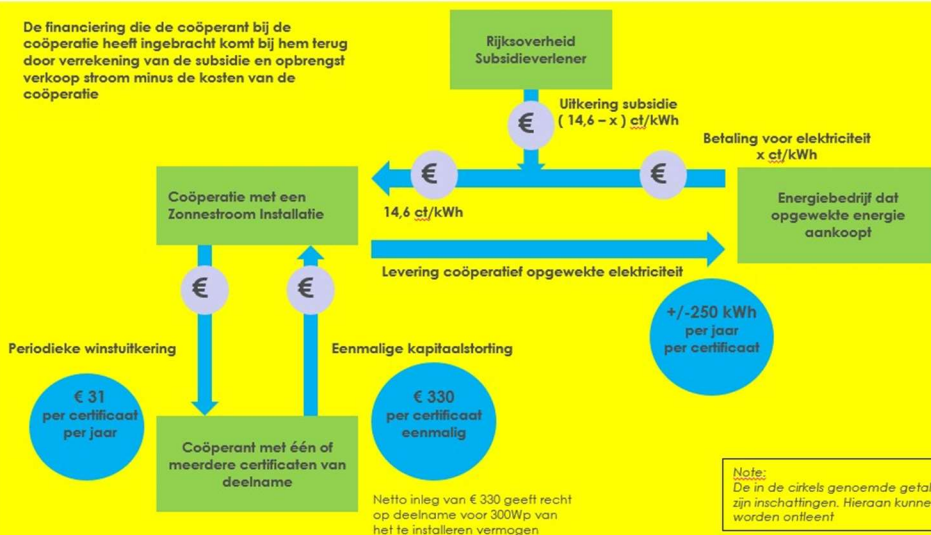 De financiering die de coöperant bij de
coöperatie heeft ingebracht komt bij hem terug
door verrekening van de subsidie en opbrengst
verkoop stroom minus de kosten van de
coöperatie
Rijksoverheid
Subsidieverlener
€
Uitkering subsidie
( 14,6 – x ) ct/kWh
Betaling voor elektriciteit
x ct/kWh
€
€
Coöperatie met een
Zonnestroom Installatie
14,6 ct/kWh
Energiebedrijf dat
opgewekte energie
aankoopt
Levering coöperatief opgewekte elektriciteit
€
€
+/-250 kWh
per jaar
per certificaat
Periodieke winstuitkering
Eenmalige kapitaalstorting
€ 31
per certificaat
per jaar
€ 330
per certificaat
eenmalig
Coöperant met één of
meerdere certificaten van
deelname
Netto inleg van € 330 geeft recht
op deelname voor 300Wp van
het te installeren vermogen
Note:
De in de cirkels genoemde
zijn inschattingen. Hieraan
worden ontleent